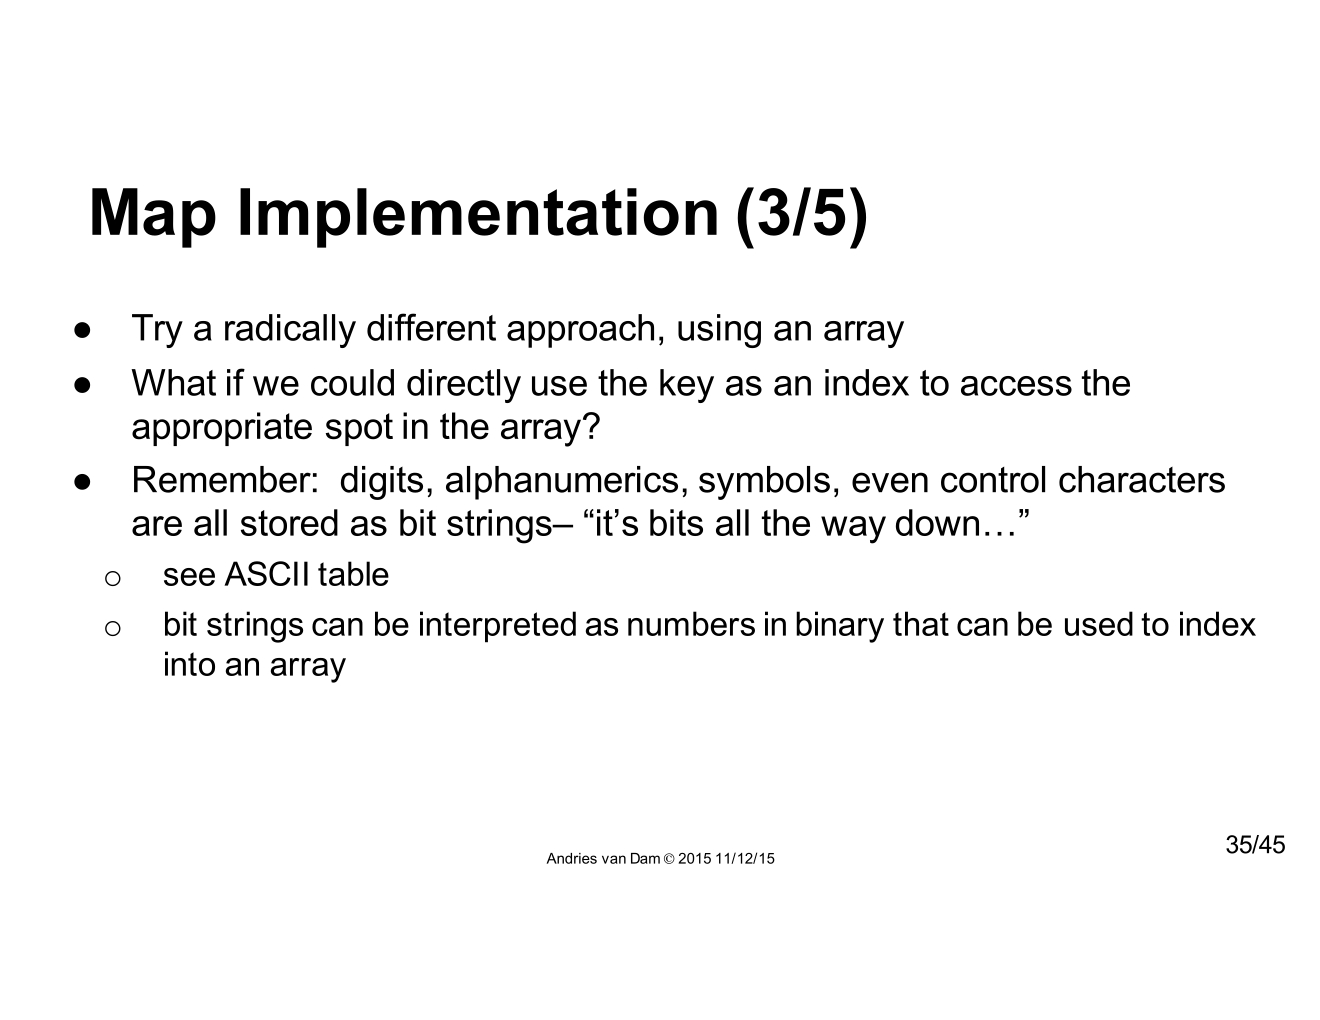 Map Implementation (3/5)
● Try a radically different approach, using an array
● What if we could directly use the key as an index to access the
appropriate spot in the array?
● Remember:  digits, alphanumerics, symbols, even control characters
are all stored as bit strings– “it’s bits all the way down…”
○ see ASCII table
○ bit strings can be interpreted as numbers in binary that can be used to index
into an array
35/45
Andries van Dam © 2015 11/12/15